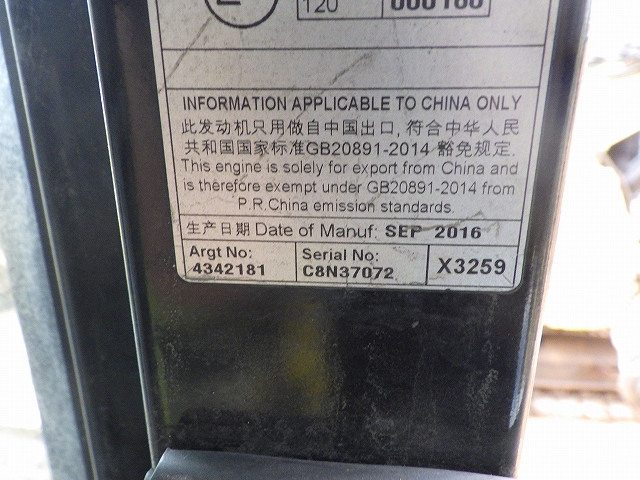 120
000160
INFORMATION APPLICABLE TO CHINA ONLY
此发动机只用做自中国出口, 符合中华人民
共和国国家标准GB20891-2014 豁免规定.
This engine is solely for export from China and
is therefore exempt under GB20891-2014 from
P.R.China emission standards.
生产日期 Date of Manuf: SEP 2016
Argt No:
4342181
Serial No:
C8N37072
X3259